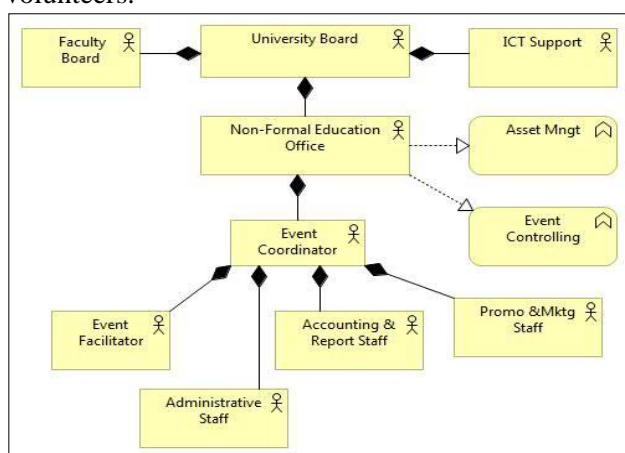 volunteers.
Faculty
Board
University Board
ICT Support
Non-Formal Education
Office
Asset Mngt
Event
Controlling
Event
Coordinator
Event
Facilitator
Administrative
Staff
Accounting &
Report Staff
Promo &Mktg
Staff